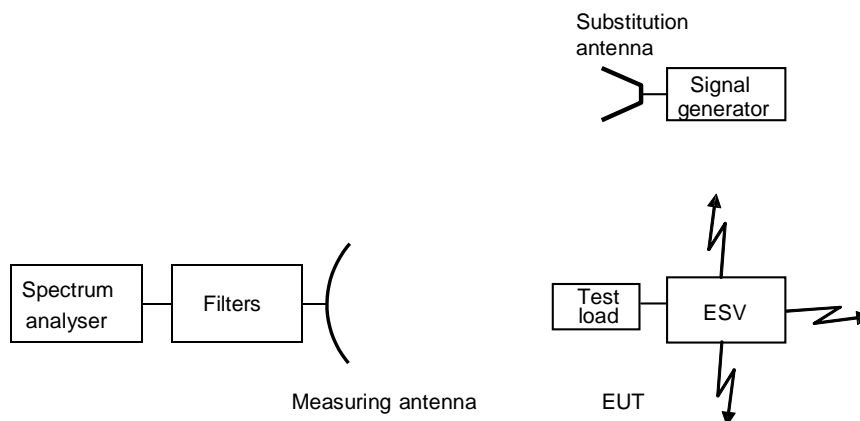 Substitution
antenna
Signal
generator
Spectrum
analyser
Filters
Test
load
ESV
Measuring antenna
EUT